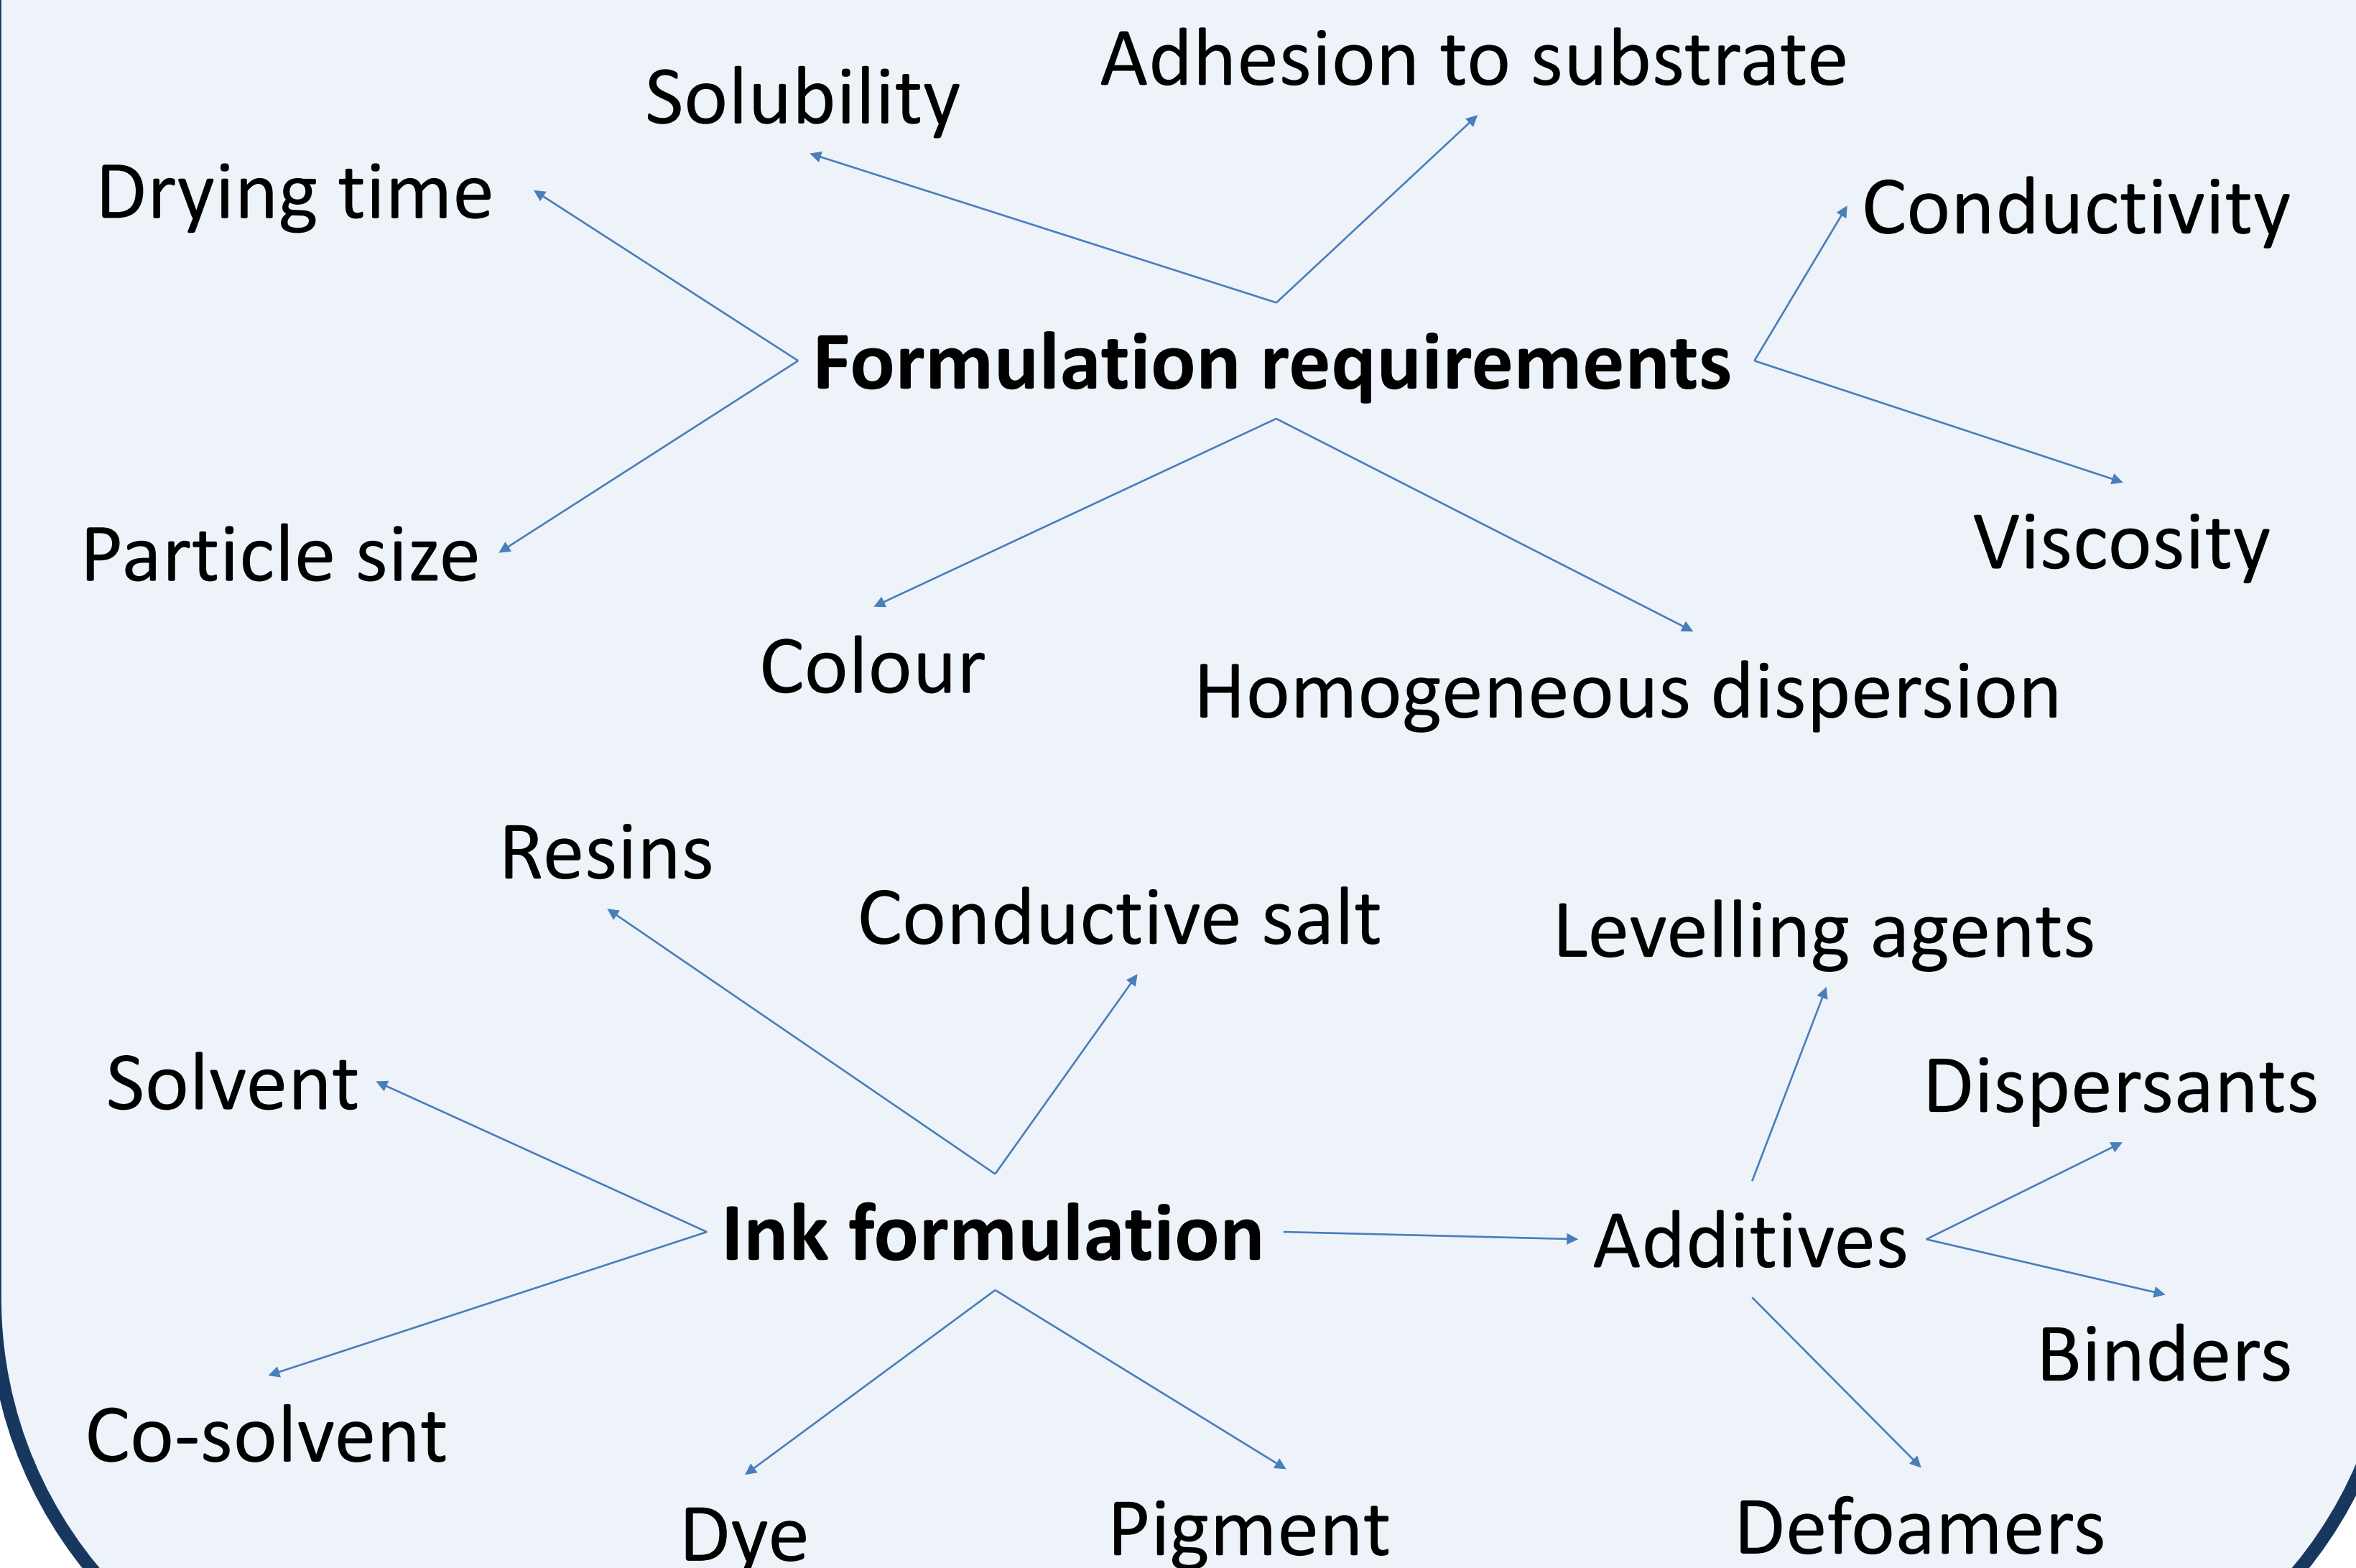 Adhesion to substrate
Solubility
Drying time
Conductivity
Formulation requirements
Particle size
Viscosity
Colour
Homogeneous dispersion
Resins
Conductive salt
Levelling agents
Solvent
Dispersants
Ink formulation
Additives
Binders
Co-solvent
Dye
Pigment
Defoamers